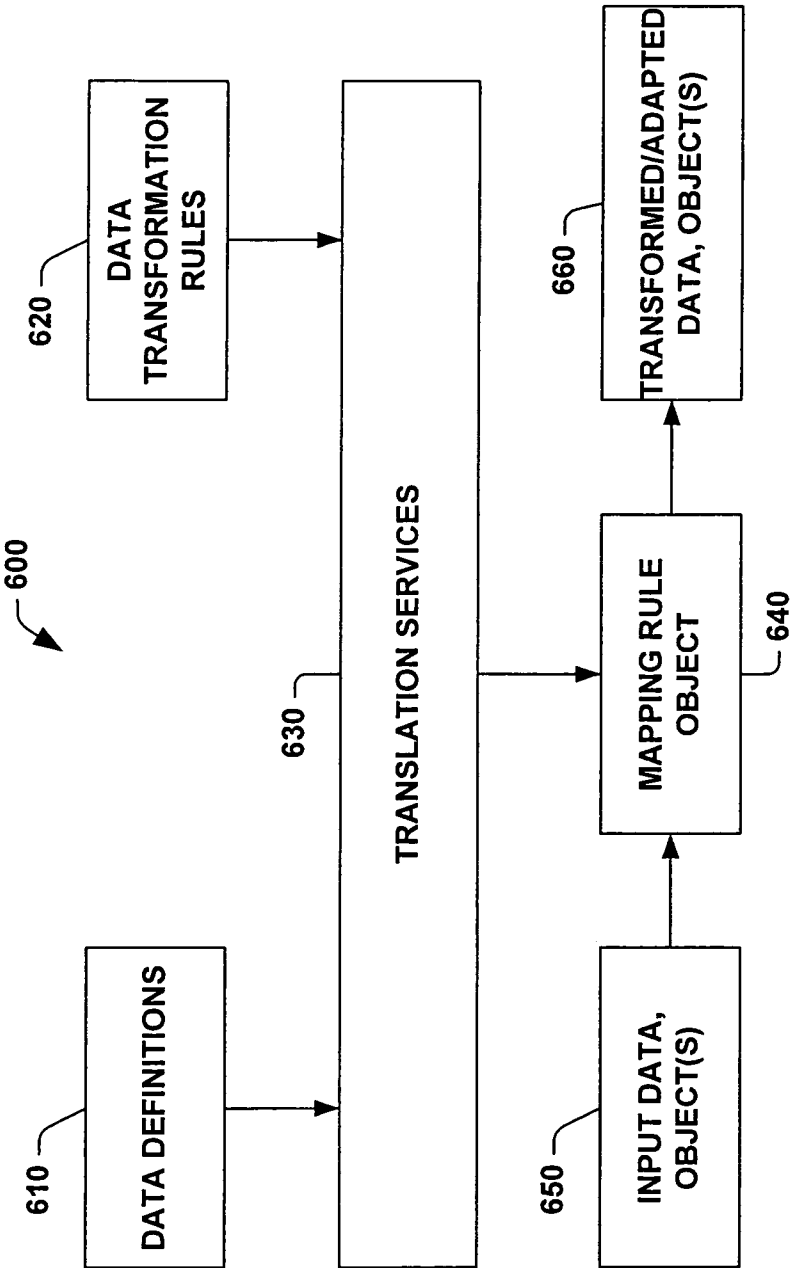 600
610
DATA DEFINITIONS
620
DATA
TRANSFORMATION
RULES
630
TRANSLATION SERVICES
650
INPUT DATA,
OBJECT(S)
MAPPING RULE
OBJECT
640
660
TRANSFORMED/ADAPTED
DATA, OBJECT(S)